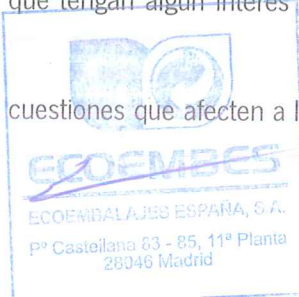 que tengan algún interés
cuestiones que afecten a l
ECOEMBES
ECOEMBALAJES ESPAÑA, S.A.
Pº Castellana 83 - 85, 11ª Planta
28046 Madrid